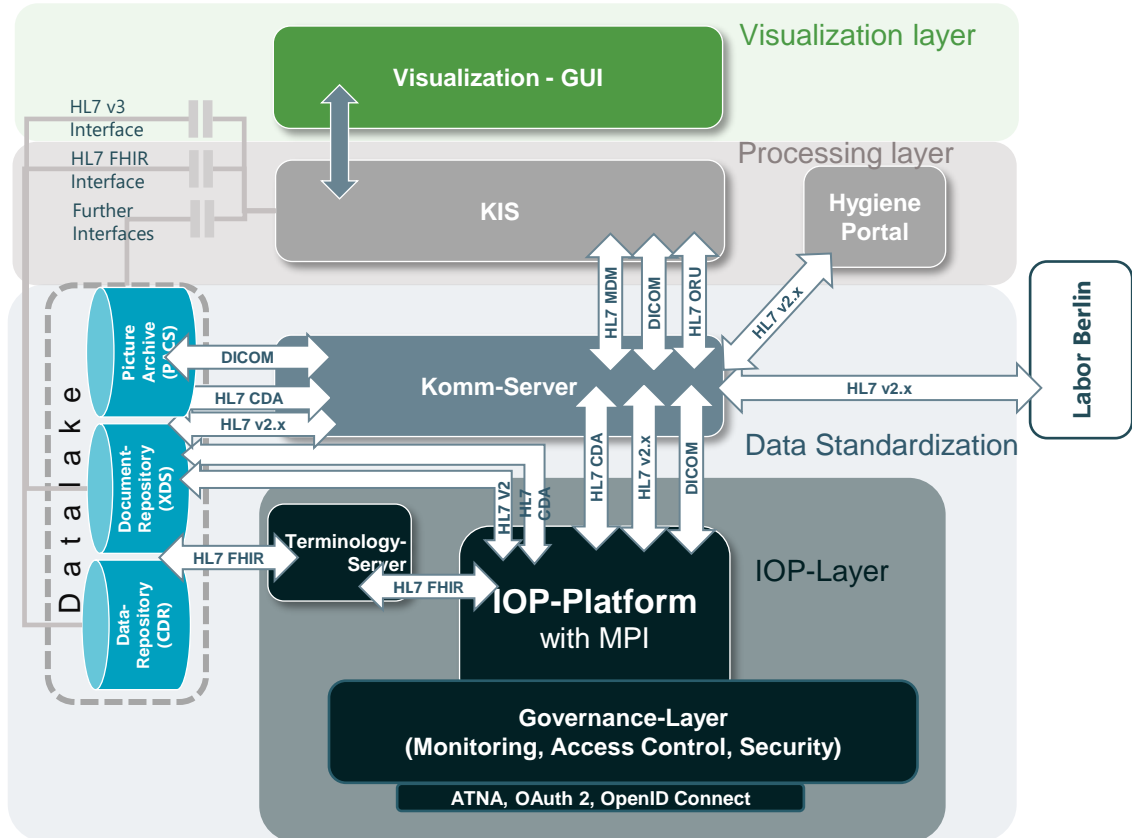 Visualization layer
Visualization - GUI
HL7 v3
Interface
HL7 FHIR
Interface
Further
Interfaces
Processing layer
KIS
Hygiene
Portal
HL7 MDM
DICOM
HL7 ORU
HL7 v2.x
Labor Berlin
Datalake
Picture
Archive
(PACS)
DICOM
HL7 CDA
HL7 v2.x
Komm-Server
HL7 v2.x
Data Standardization
HL7 CDA
HL7 v2.x
DICOM
Document-
Repository
(XDS)
HL7 V2
HL7
CDA
Terminology-
Server
HL7 FHIR
HL7 FHIR
IOP-Layer
IOP-Platform
with MPI
Data-
Repository
(CDR)
Governance-Layer
(Monitoring, Access Control, Security)
ATNA, OAuth 2, OpenID Connect